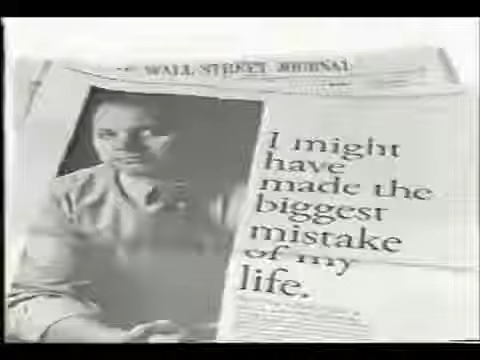 WALL STREET JOURNAL
I might
have
made the
biggest
mistake
of my
life.